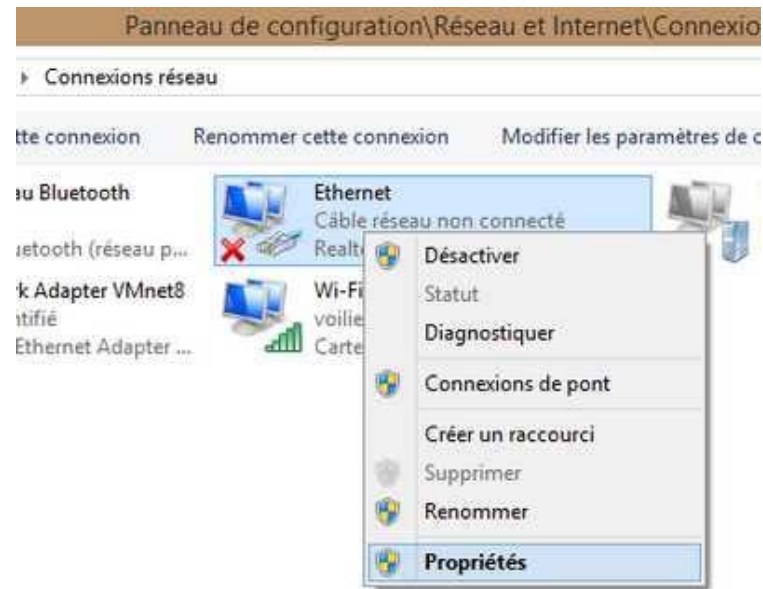 Panneau de configuration\Réseau et Internet\Connexio
Connexions réseau
tte connexion Renommer cette connexion Modifier les paramètres de c
au Bluetooth
uetooth (réseau p...
rk Adapter VMnet8
ntifié
Ethernet Adapter ...
Ethernet
Câble réseau non connecté
Realte
Wi-Fi
voilie
Carte
Désactiver
Statut
Diagnostiquer
Connexions de pont
Créer un raccourci
Supprimer
Renommer
Propriétés